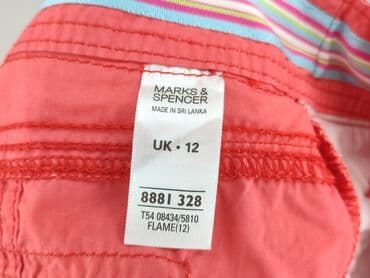 MARKS &
SPENCER
MADE IN SRI LANKA
UK • 12
8881 328
T54 08434/5810
FLAME(12)